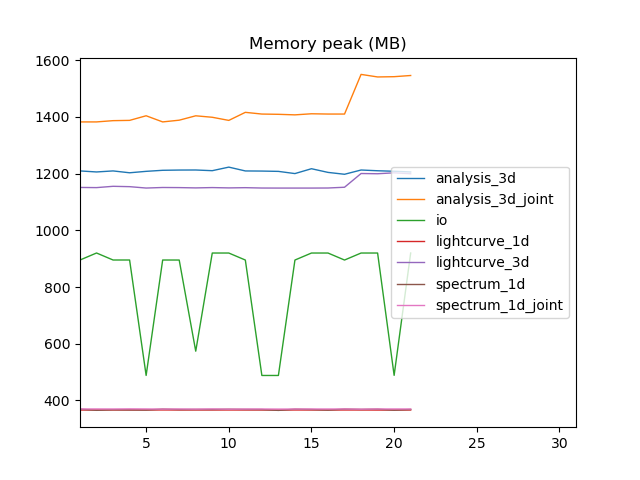 Memory peak (MB)
1600
1400
1200
1000
800
600
400
5
10
15
20
25
30
analysis_3d
analysis_3d_joint
io
lightcurve_1d
lightcurve_3d
spectrum_1d
spectrum_1d_joint